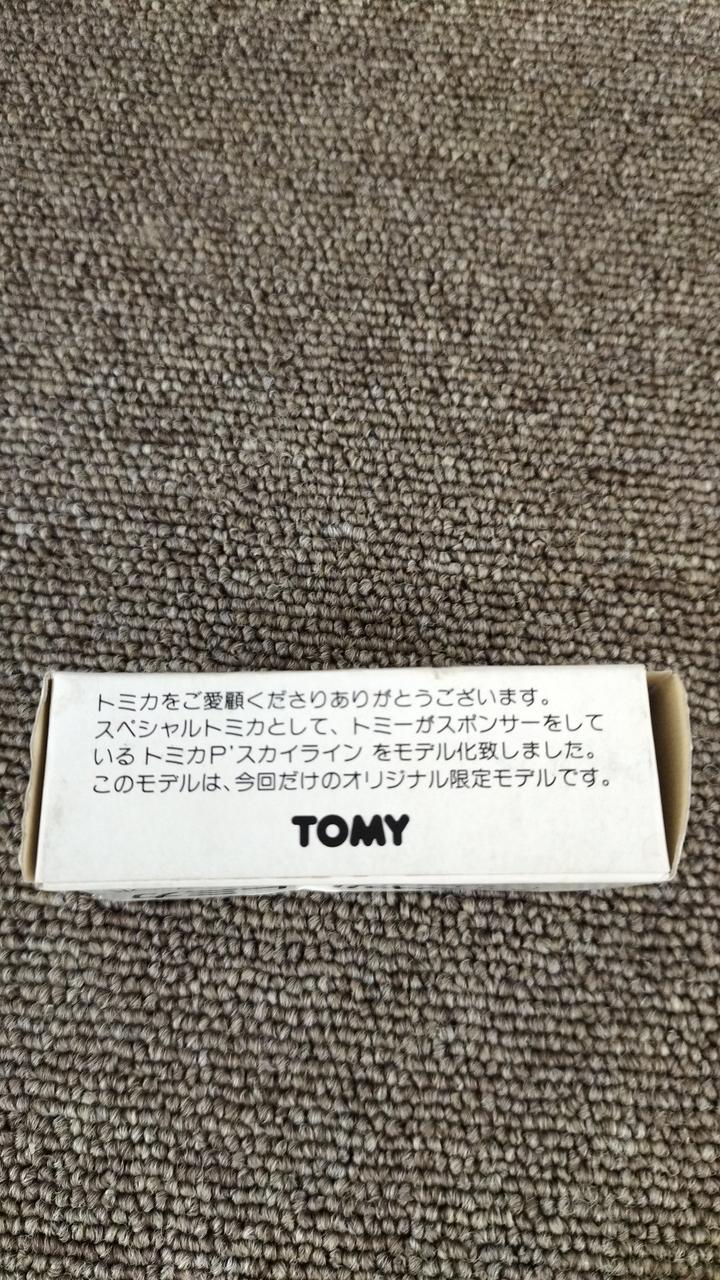 トミカをご愛顧くださりありがとうございます。
スペシャルトミカとして、トミーがスポンサーをして
いるトミカP'スカイライン をモデル化致しました。
このモデルは、今回だけのオリジナル限定モデルです。
TOMY